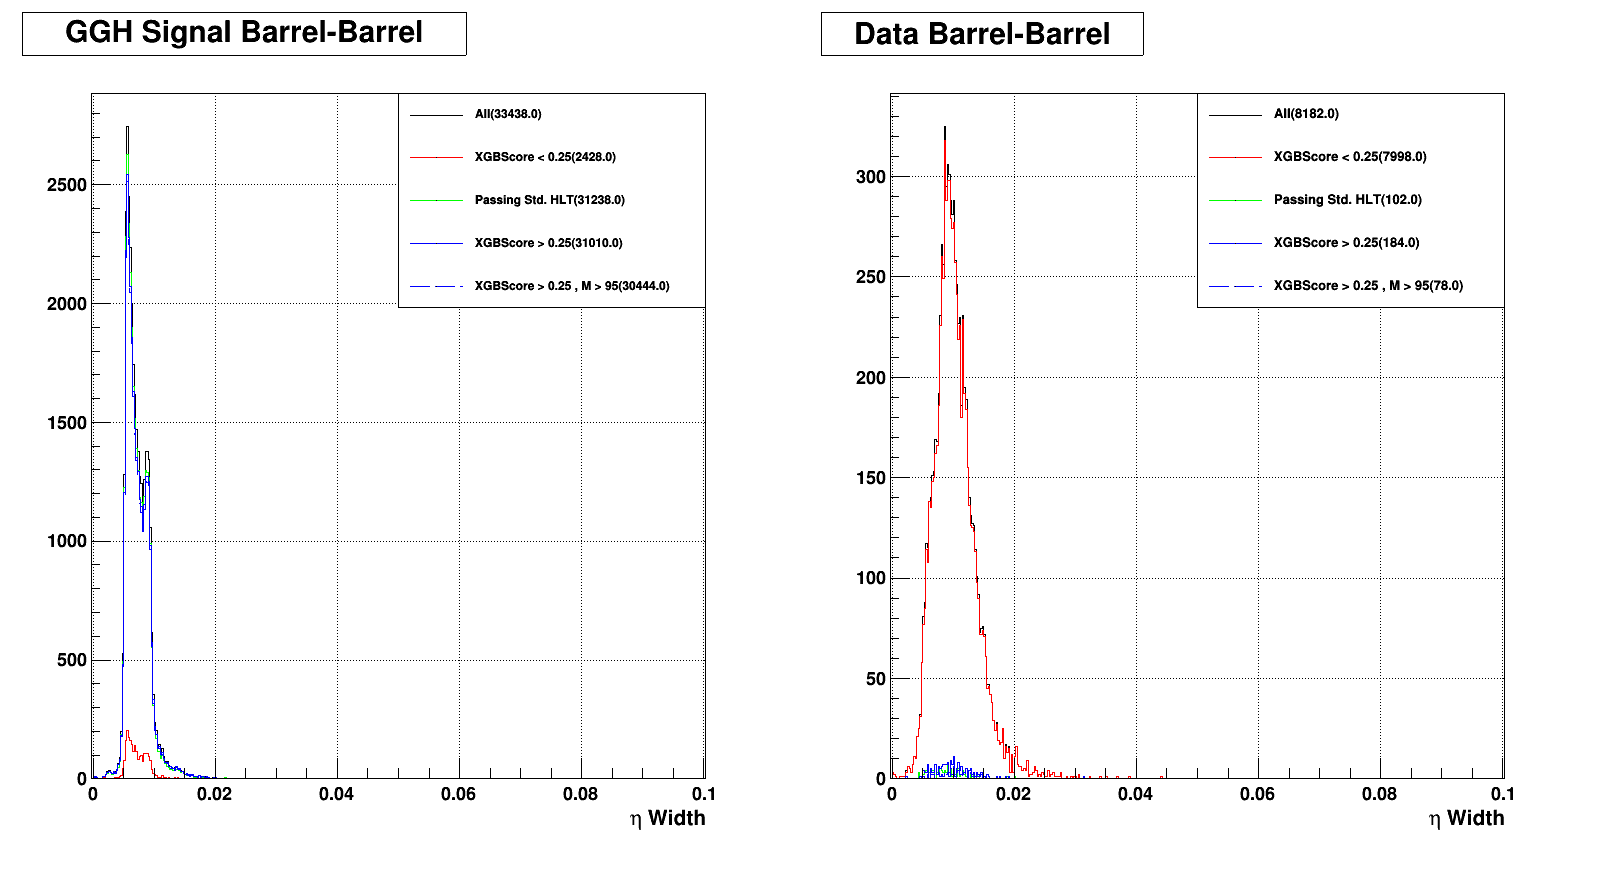 GGH Signal Barrel-Barrel
All(33438.0)
XGBScore < 0.25(2428.0)
Passing Std. HLT(31238.0)
XGBScore > 0.25(31010.0)
XGBScore > 0.25 , M > 95(30444.0)
2500
2000
1500
1000
500
0
0 0.02 0.04 0.06 0.08 0.1
η Width
Data Barrel-Barrel
All(8182.0)
XGBScore < 0.25(7998.0)
Passing Std. HLT(102.0)
XGBScore > 0.25(184.0)
XGBScore > 0.25 , M > 95(78.0)
300
250
200
150
100
50
0
0 0.02 0.04 0.06 0.08 0.1
η Width